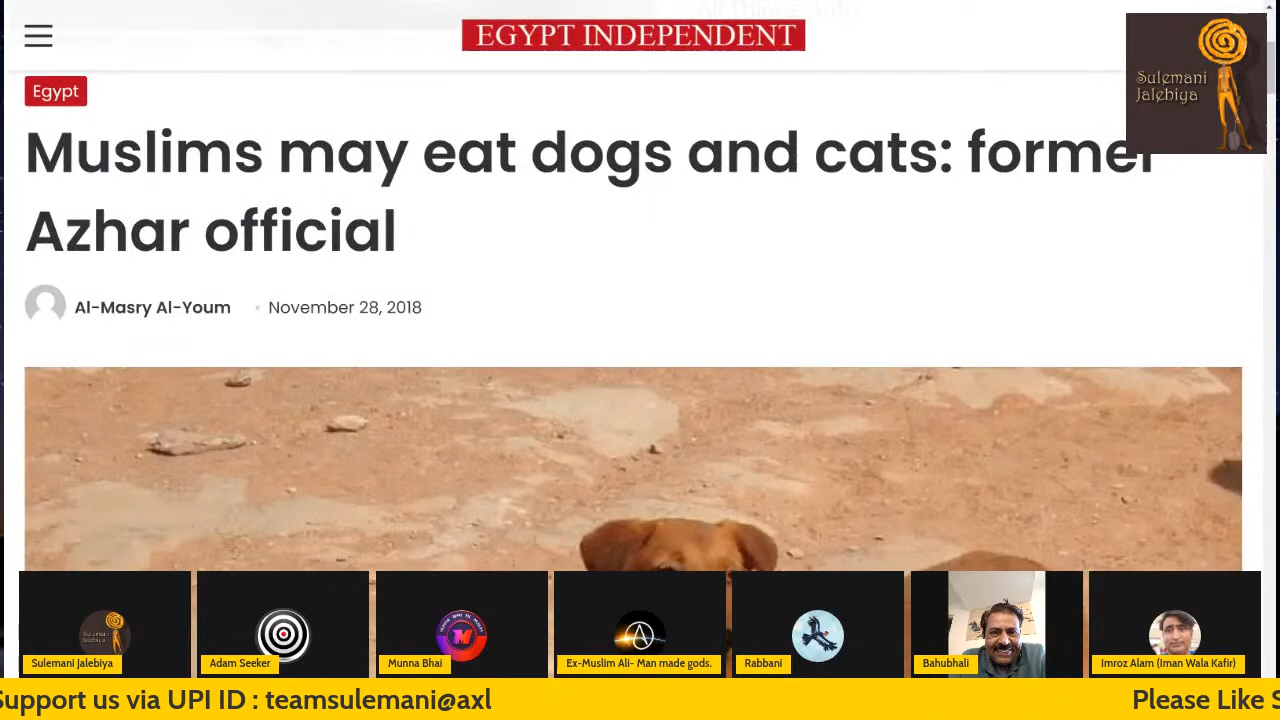 EGYPT INDEPENDENT
Sulemani
Jalebiya
Egypt
Muslims may eat dogs and cats: former
Azhar official
Al-Masry Al-Youm
November 28, 2018
M
Sulemani Jalebiya
Adam Seeker
Munna Bhai
Ex-Muslim Ali- Man made gods.
Rabbani
Bahubhali
Imroz Alam (Iman Wala Kafir)
Support us via UPI ID : teamsulemani@axl
Please Like S